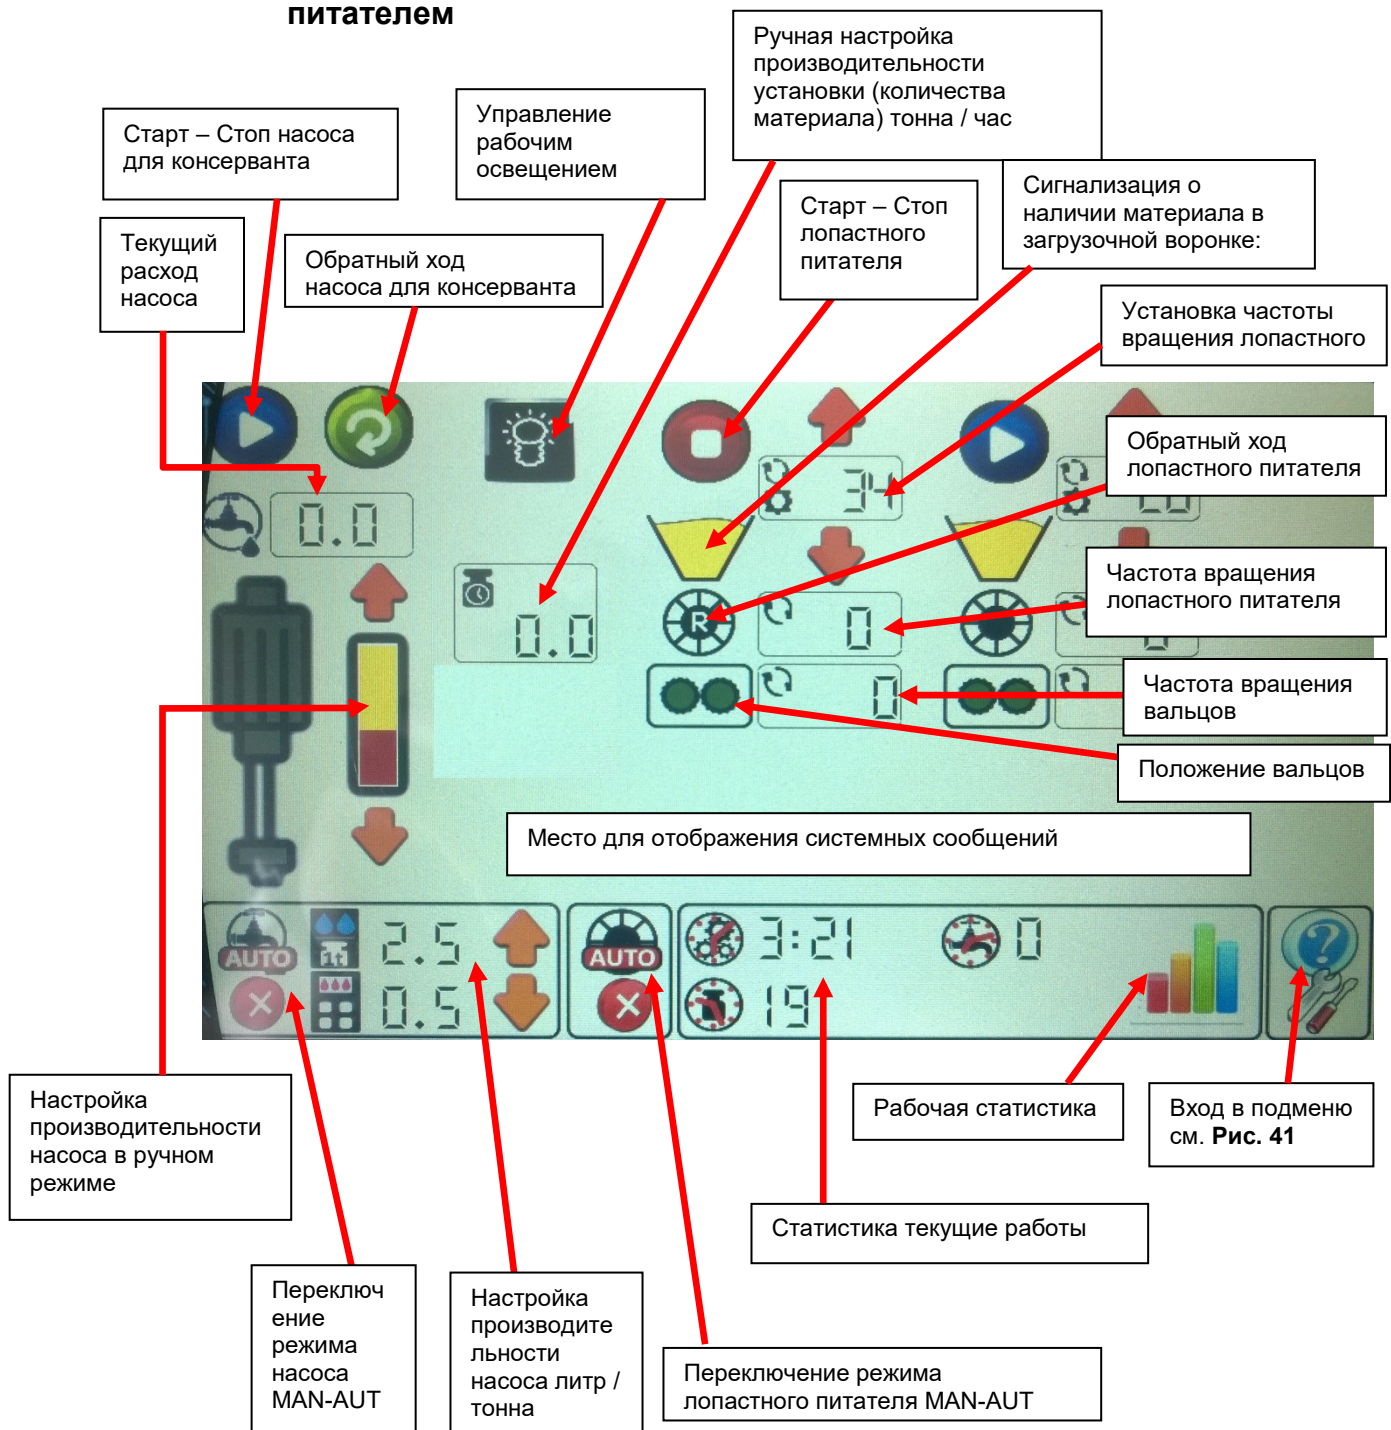 питателем
Ручная настройка
производительности
установки (количества
материала) тонна / час
Управление
рабочим
освещением
Старт – Стоп насоса
для консерванта
Сигнализация о
наличии материала в
загрузочной воронке:
Старт – Стоп
лопастного
питателя
Текущий
расход
насоса
Обратный ход
насоса для консерванта
Установка частоты
вращения лопастного
Обратный ход
лопастного питателя
34
0.0
Частота вращения
лопастного питателя
R
0.0
0
Частота вращения
вальцов
0
Положение вальцов
Место для отображения системных сообщений
AUTO
1t
2.5
0.5
AUTO
3:21
0
19
?
Настройка
производительности
насоса в ручном
режиме
Рабочая статистика
Вход в подменю
см. Рис. 41
Статистика текущие работы
Переключ
ение
режима
насоса
MAN-AUT
Настройка
производите
льности
насоса литр /
тонна
Переключение режима
лопастного питателя MAN-AUT